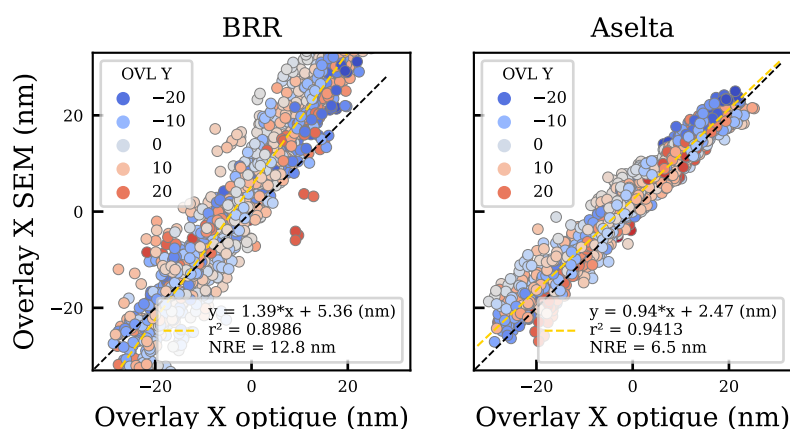 BRR
Aselta
Overlay X SEM (nm)
OVL Y
−20
−10
0
10
20
20
0
−20
−20
0
20
y = 1.39*x + 5.36 (nm)
r² = 0.8986
NRE = 12.8 nm
Overlay X optique (nm)
OVL Y
−20
−10
0
10
20
−20
0
20
y = 0.94*x + 2.47 (nm)
r² = 0.9413
NRE = 6.5 nm
Overlay X optique (nm)